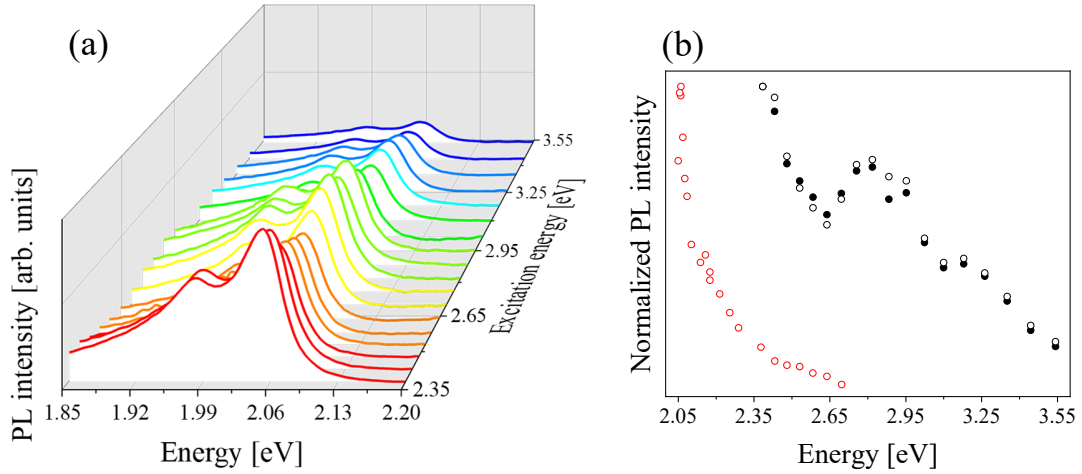 (a)
PL intensity [arb. units]
1.85 1.92 1.99 2.06 2.13 2.20
Energy [eV]
2.35
2.65
2.95
3.25
3.55
Excitation energy [eV]
(b)
Normalized PL intensity
2.05 2.35 2.65 2.95 3.25 3.55
Energy [eV]